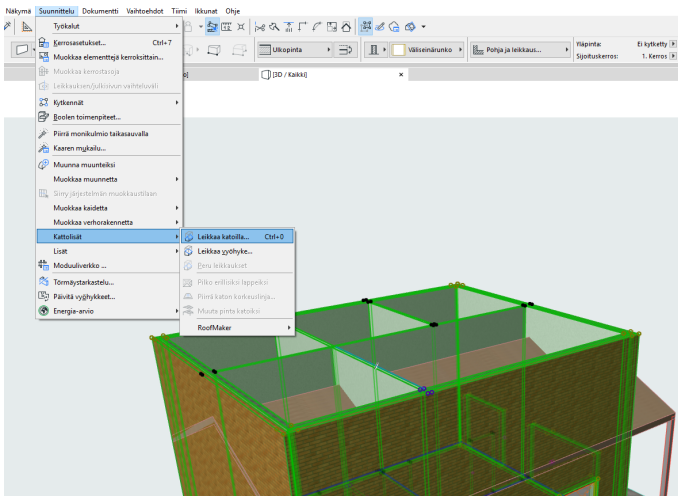 Näkymä Suunnittelu Dokumentti Vaihtoehdot Tiimi Ikkunat Ohje
Työkalut
Kerrosasetukset... Ctrl+7
Muokkaa elementtejä kerroksittain...
Muokkaa kerrostasoja
Leikkauksen/julkisivun vaihteluväli
Kytkennät
Boolen toimenpiteet...
Piirrä monikulmio taikasauvalla
Kaaren mukailu...
Muunna muunteiksi
Muokkaa muunnetta
Siirry järjestelmän muokkaustilaan
Muokkaa kaidetta
Muokkaa verhorakennetta
Kattolisät
Lisät
Moduuliverkko ...
Törmäystarkastelu...
Päivitä vyöhykkeet...
Energia-arvio
Leikkaa katoilla... Ctrl+0
Leikkaa vyöhyke...
Peru leikkaukset
Pilko erillisiksi lappeiksi
Piirrä katon korkeuslinja...
Muuta pinta katoksi
RoofMaker
Ulkopinta
Väliseinärunko
Pohja ja leikkaus...
Yläpinta: Ei kytketty
Sijoituskerros: 1. Kerros
[3D / Kaikki]